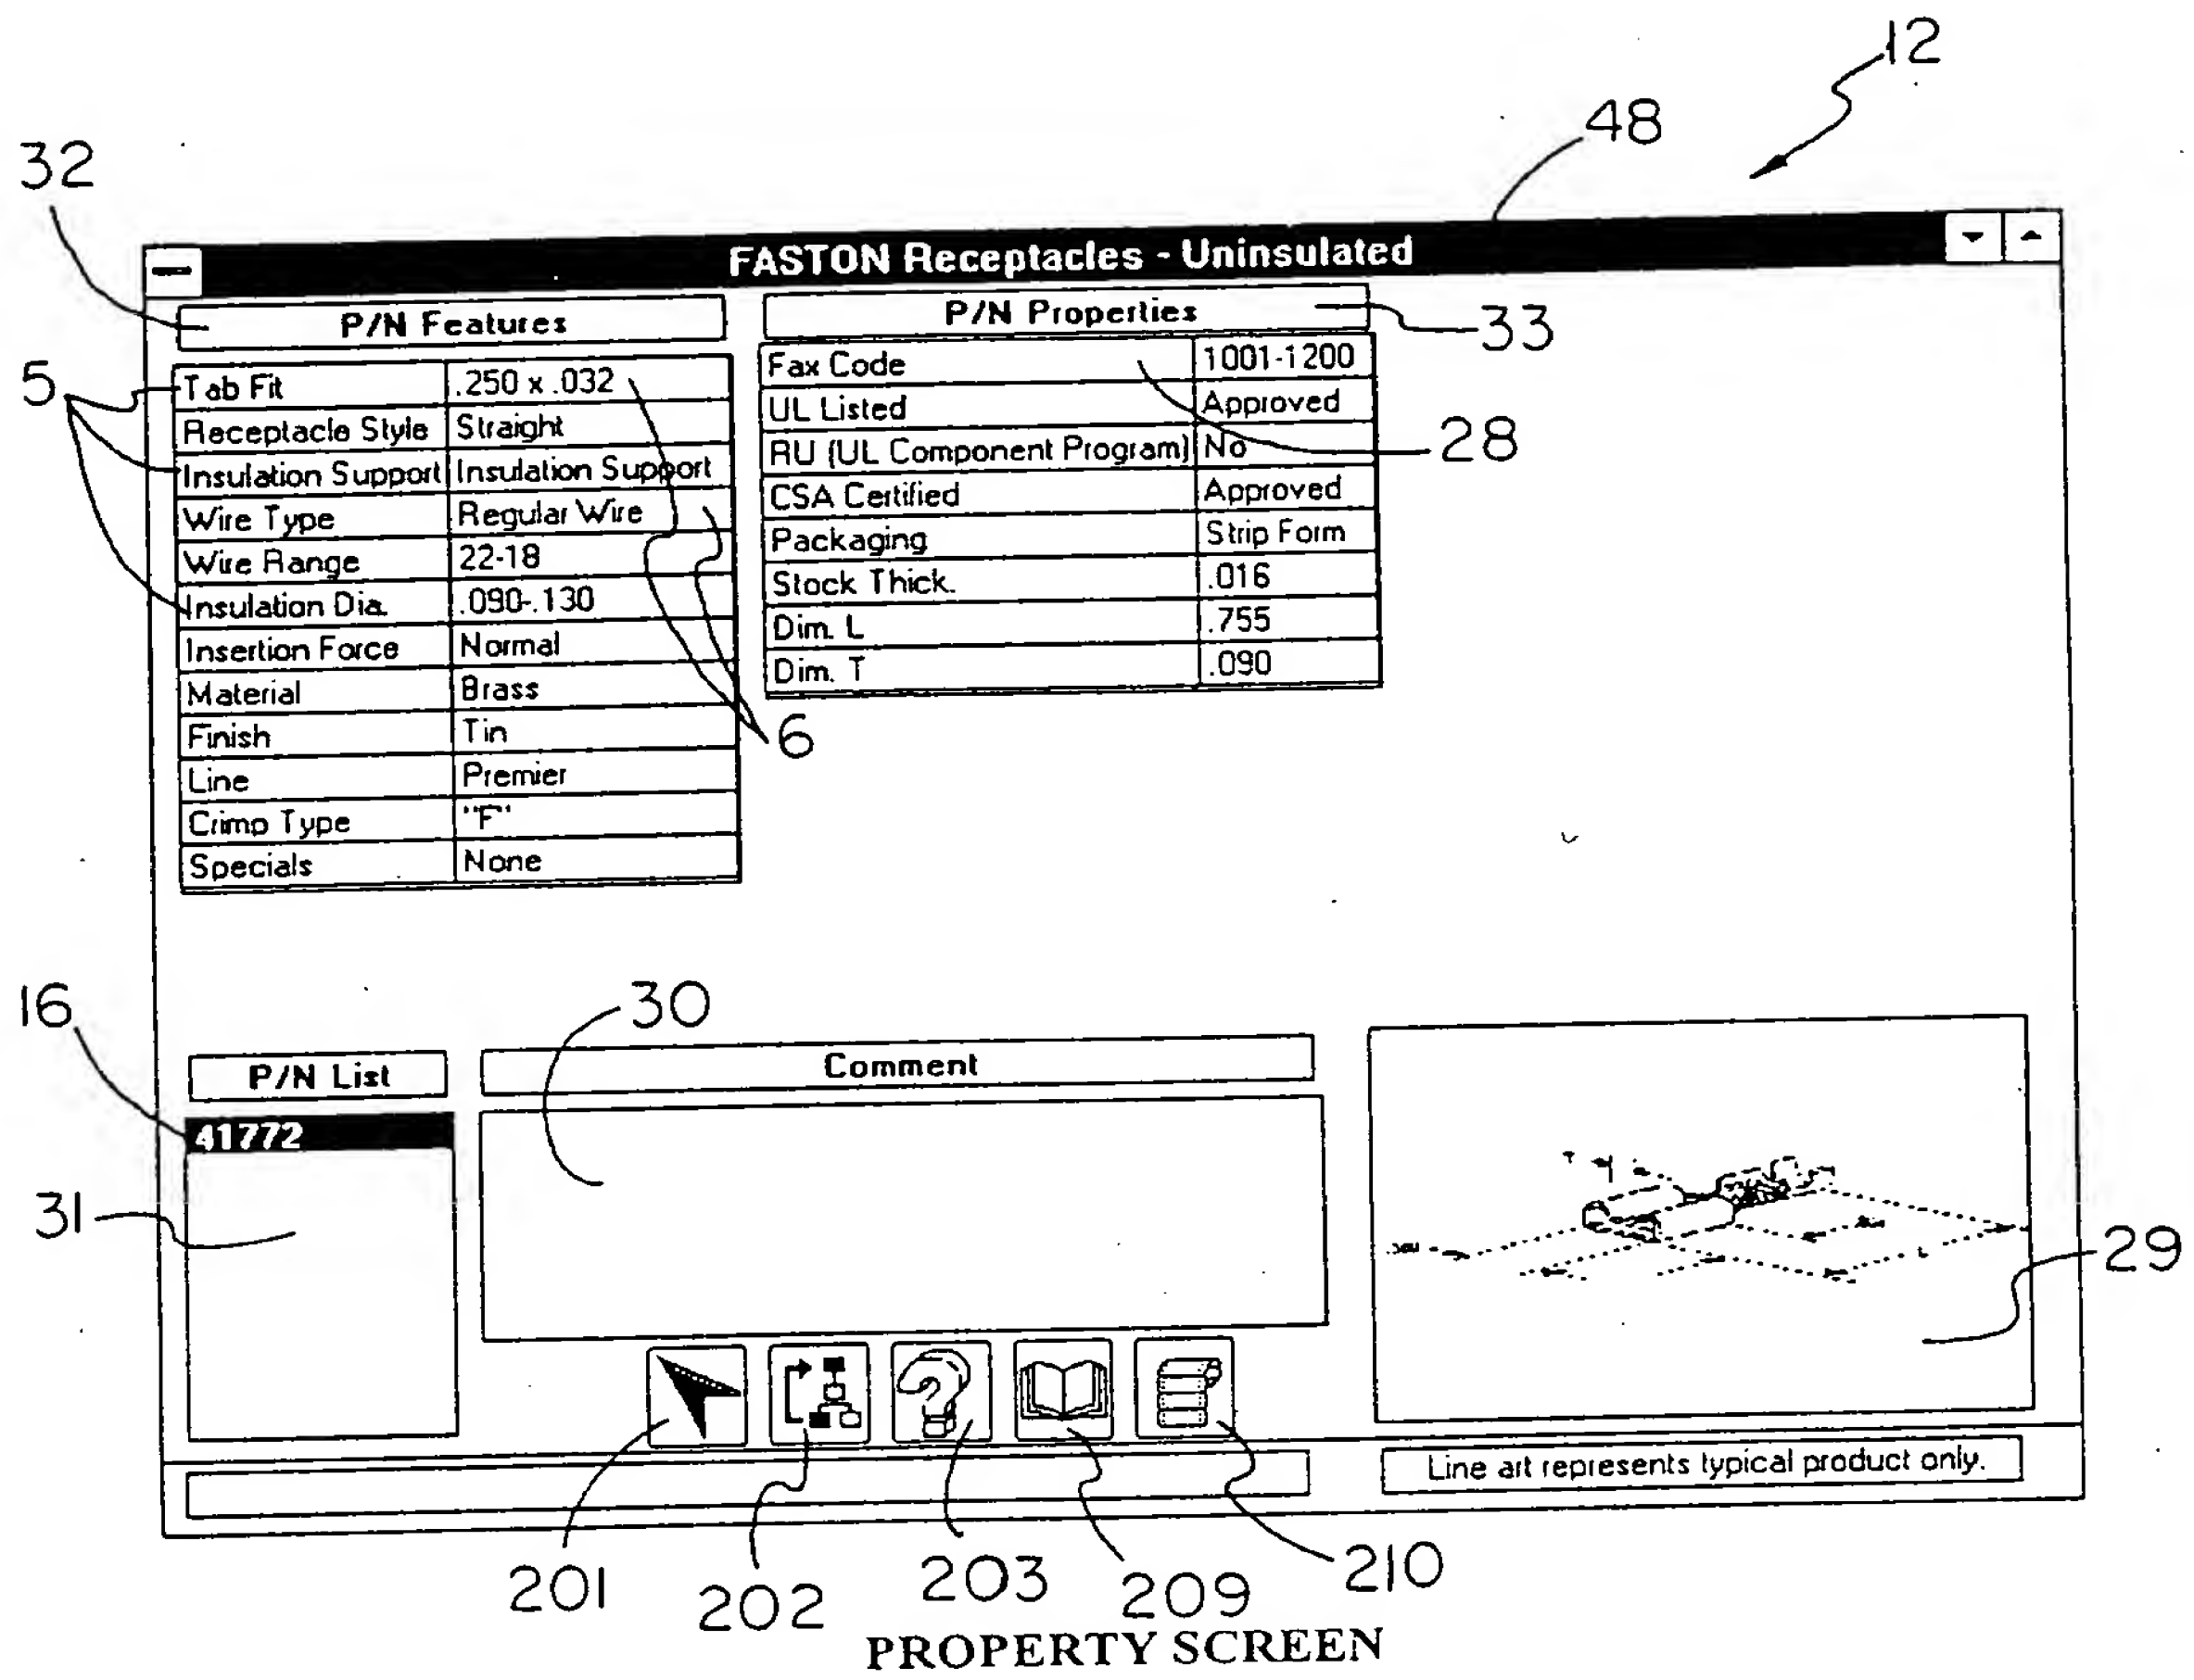 12
48
32
FASTON Receptacles - Uninsulated
P/N Features
P/N Properties
33
5
Tab Fit .250 x .032
Receptacle Style Straight
Insulation Support Insulation Support
Wire Type Regular Wire
Wire Range 22-18
Insulation Dia. .090-.130
Insertion Force Normal
Material Brass
Finish Tin
Line Premier
Crimp Type "F"
Specials None
Fax Code 1001-1200
UL Listed Approved
RU (UL Component Program) No
CSA Certified Approved
Packaging Strip Form
Stock Thick. .016
Dim. L .755
Dim. T .090
28
6
16
30
P/N List
Comment
41772
31
T
L
29
Line art represents typical product only.
201
202
203
209
210
PROPERTY SCREEN